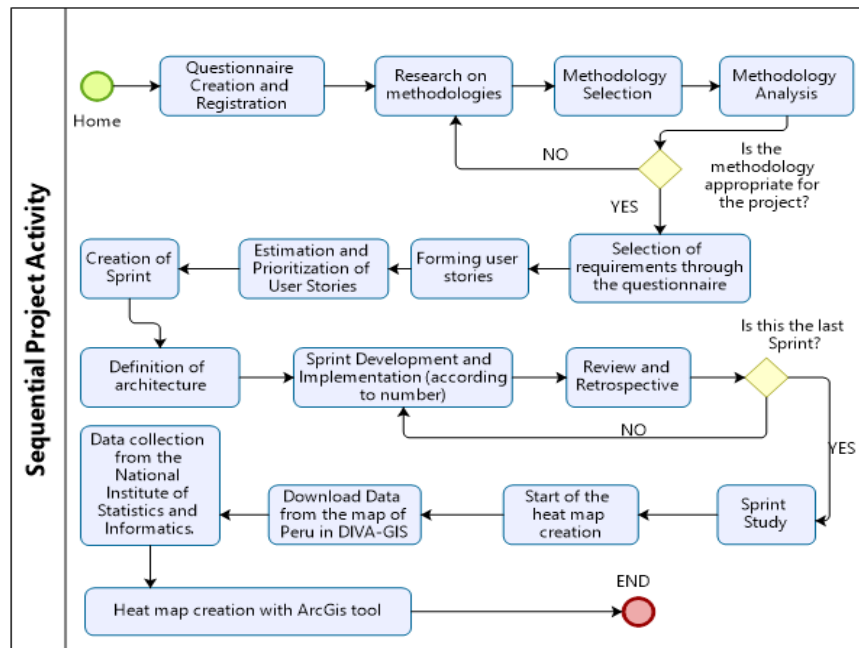 Sequential Project Activity
Home
Questionnaire
Creation and
Registration
Research on
methodologies
Methodology
Selection
Methodology
Analysis
NO
Is the
methodology
appropriate for
the project?
YES
Creation of
Sprint
Estimation and
Prioritization of
User Stories
Forming user
stories
Selection of
requirements through
the questionnaire
Definition of
architecture
Sprint Development and
Implementation (according
to number)
Review and
Retrospective
Is this the last
Sprint?
NO
YES
Data collection
from the
National
Institute of
Statistics and
Informatics.
Download Data
from the map of
Peru in DIVA-GIS
Start of the
heat map
creation
Sprint
Study
Heat map creation with ArcGis tool
END